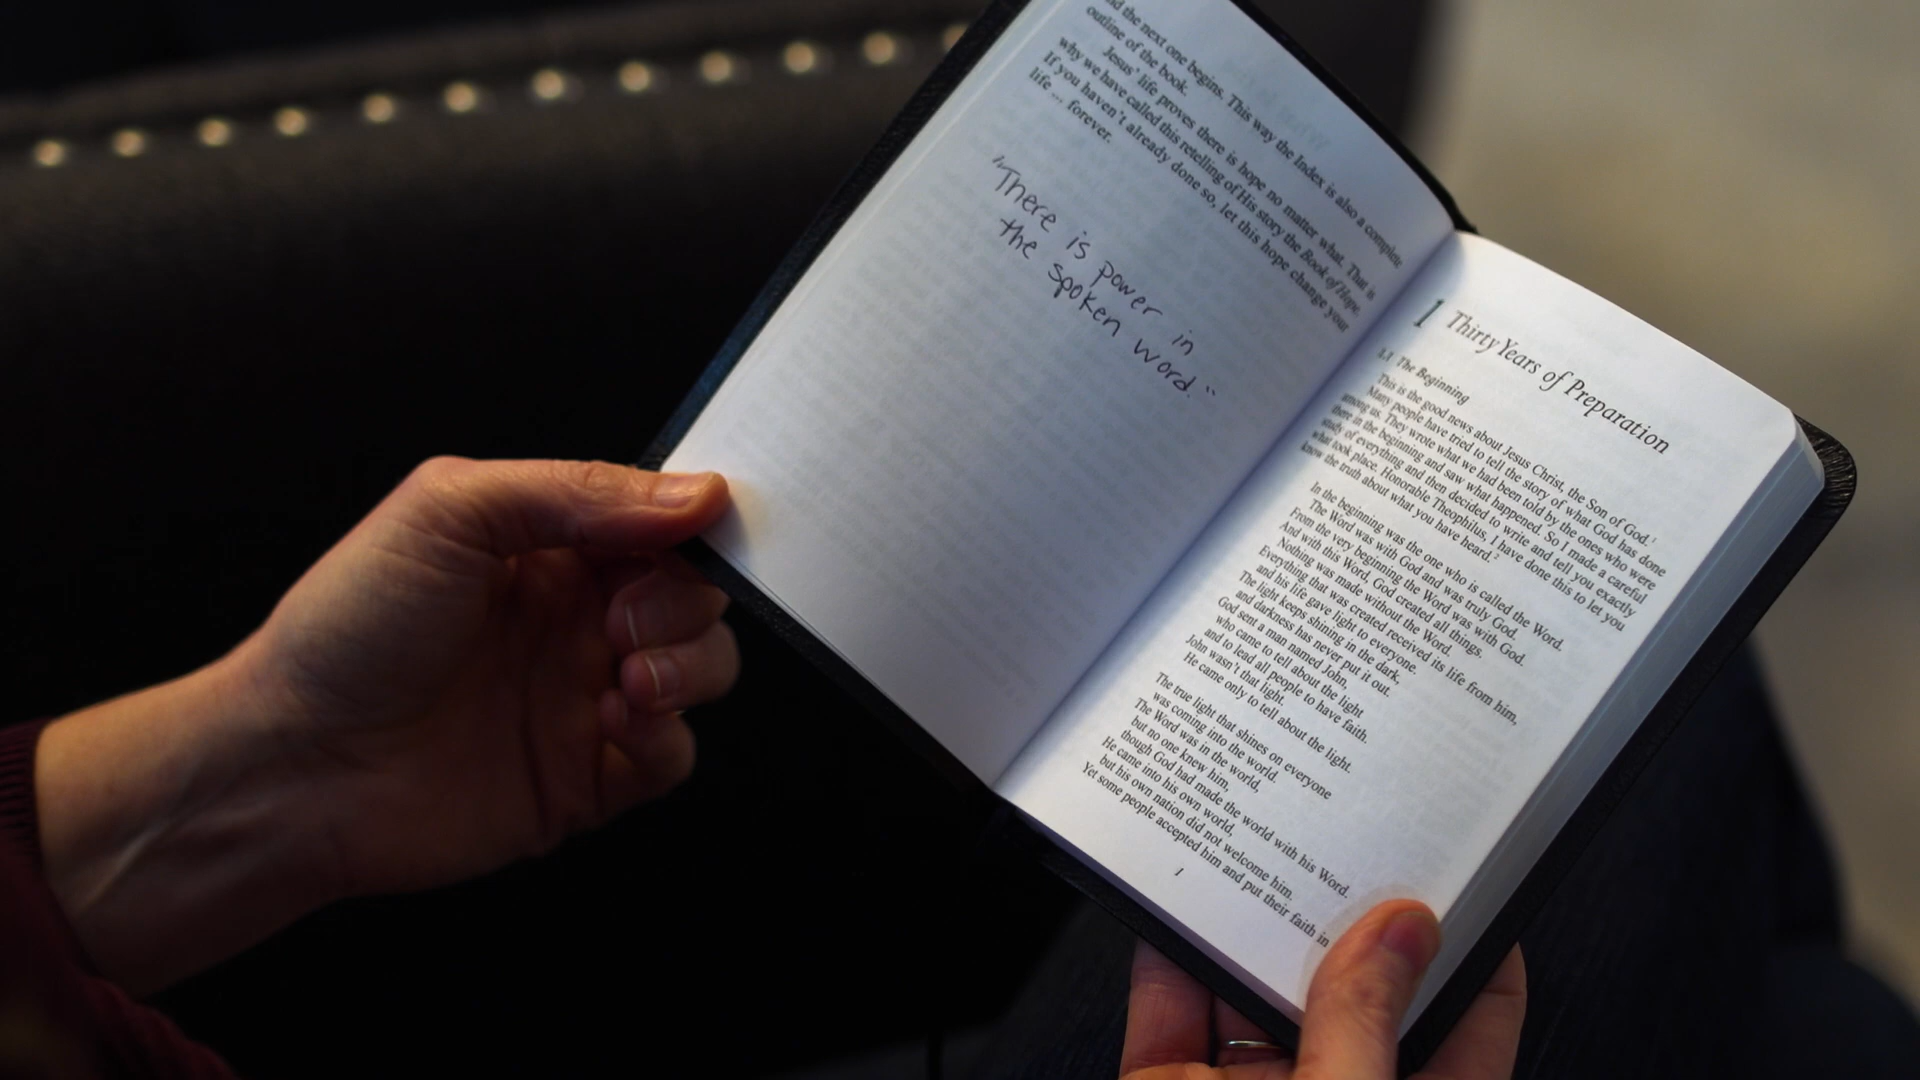 the next one begins. This way the Index is also a complete
outline of the book.
Jesus' life proves there is hope no matter what. That is
why we have called this retelling of His story the Book of Hope.
If you haven't already done so, let this hope change your
life ... forever.
"There is power in
the spoken word."
1 Thirty Years of Preparation
1.1 The Beginning
This is the good news about Jesus Christ, the Son of God.¹
Many people have tried to tell the story of what God has done
among us. They wrote what we had been told by the ones who were
there in the beginning and saw what happened. So I made a careful
study of everything and then decided to write and tell you exactly
what took place. Honorable Theophilus, I have done this to let you
know the truth about what you have heard.²
In the beginning was the one who is called the Word.
The Word was with God and was truly God.
From the very beginning the Word was with God.
And with this Word, God created all things.
Nothing was made without the Word.
Everything that was created received its life from him,
and his life gave light to everyone.
The light keeps shining in the dark,
and darkness has never put it out.
God sent a man named John,
who came to tell about the light
and to lead all people to have faith.
John wasn't that light.
He came only to tell about the light.
The true light that shines on everyone
was coming into the world.
The Word was in the world,
but no one knew him,
though God had made the world with his Word.
He came into his own world,
but his own nation did not welcome him.
Yet some people accepted him and put their faith in
1